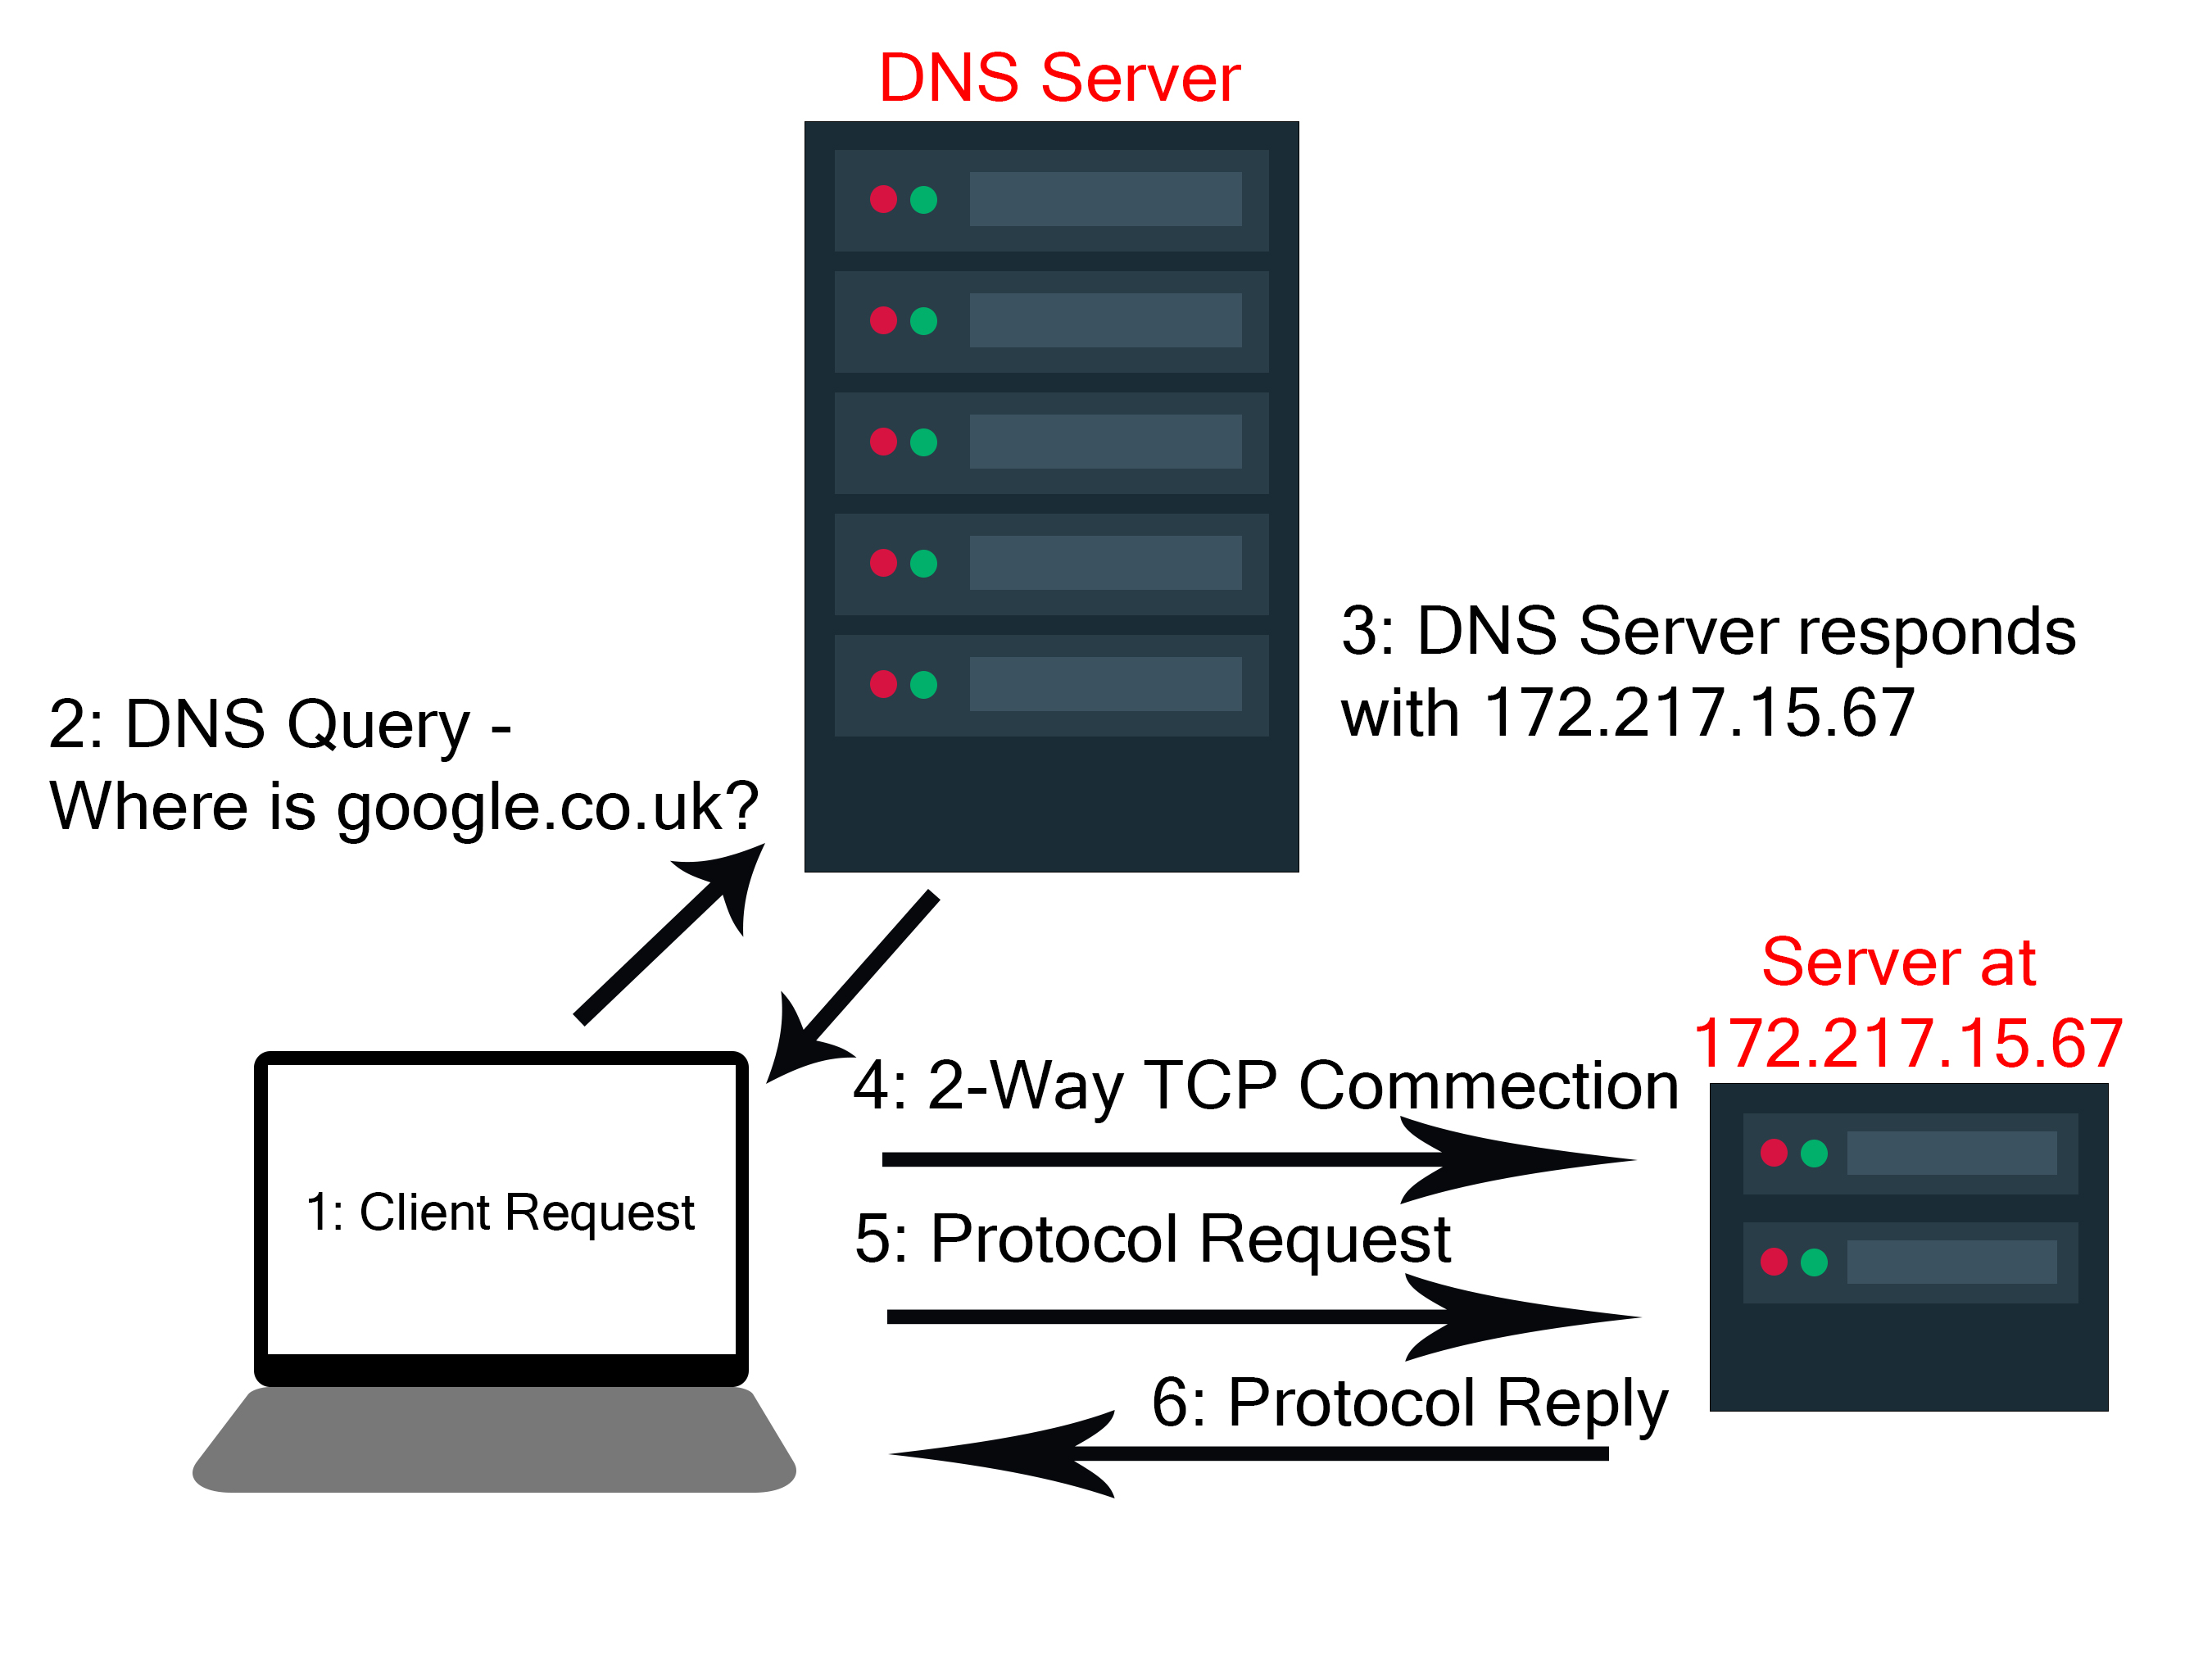 DNS Server
2: DNS Query -
Where is google.co.uk?
3: DNS Server responds
with 172.217.15.67
Server at
172.217.15.67
1: Client Request
4: 2-Way TCP Commection
5: Protocol Request
6: Protocol Reply